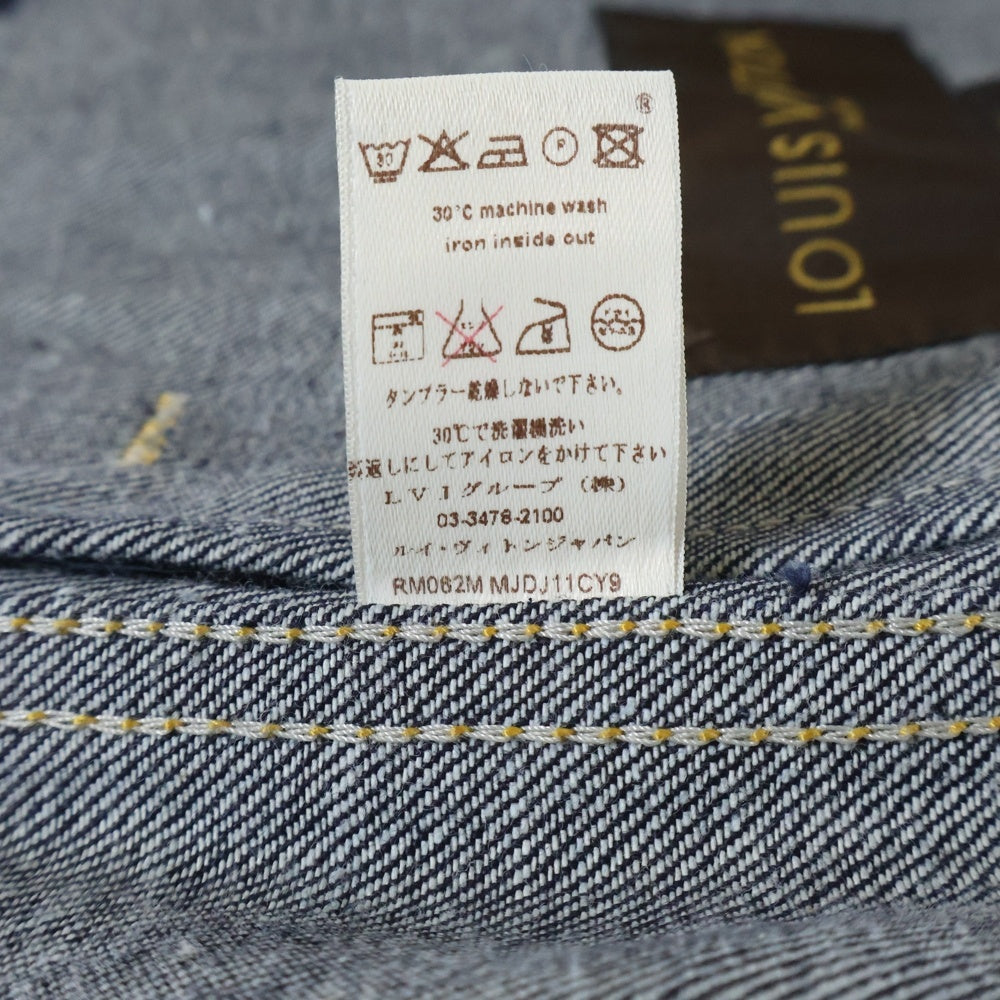 ®
30
P
30°C machine wash
iron inside out
30
タンブラー乾燥しないで下さい。
30℃で洗濯機洗い
返しにしてアイロンをかけて下さい
LVJグループ（株）
03-3478-2100
ルイ・ヴィトンジャパン
RM062M MJDJ11CY9
LOUIS VUITTON